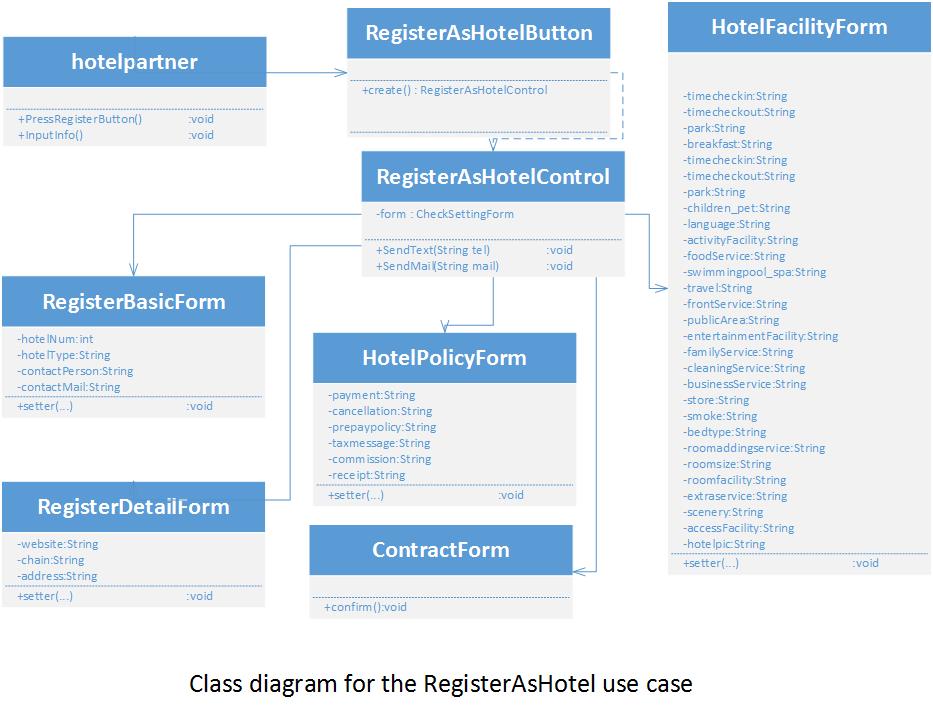 hotelpartner
+PressRegisterButton() :void
+InputInfo() :void
RegisterAsHotelButton
+create() : RegisterAsHotelControl
RegisterAsHotelControl
-form : CheckSettingForm
+SendText(String tel) :void
+SendMail(String mail) :void
RegisterBasicForm
-hotelNum:int
-hotelType:String
-contactPerson:String
-contactMail:String
+setter(...) :void
HotelPolicyForm
-payment:String
-cancellation:String
-prepaypolicy:String
-taxmessage:String
-commission:String
-receipt:String
+setter(...) :void
RegisterDetailForm
-website:String
-chain:String
-address:String
+setter(...) :void
ContractForm
+confirm():void
HotelFacilityForm
-timecheckin:String
-timecheckout:String
-park:String
-breakfast:String
-timecheckin:String
-timecheckout:String
-park:String
-children_pet:String
-language:String
-activityFacility:String
-foodService:String
-swimmingpool_spa:String
-travel:String
-frontService:String
-publicArea:String
-entertainmentFacility:String
-familyService:String
-cleaningService:String
-businessService:String
-store:String
-smoke:String
-bedtype:String
-roomaddingservice:String
-roomsize:String
-roomfacility:String
-extraservice:String
-scenery:String
-accessFacility:String
-hotelpic:String
+setter(...) :void
Class diagram for the RegisterAsHotel use case